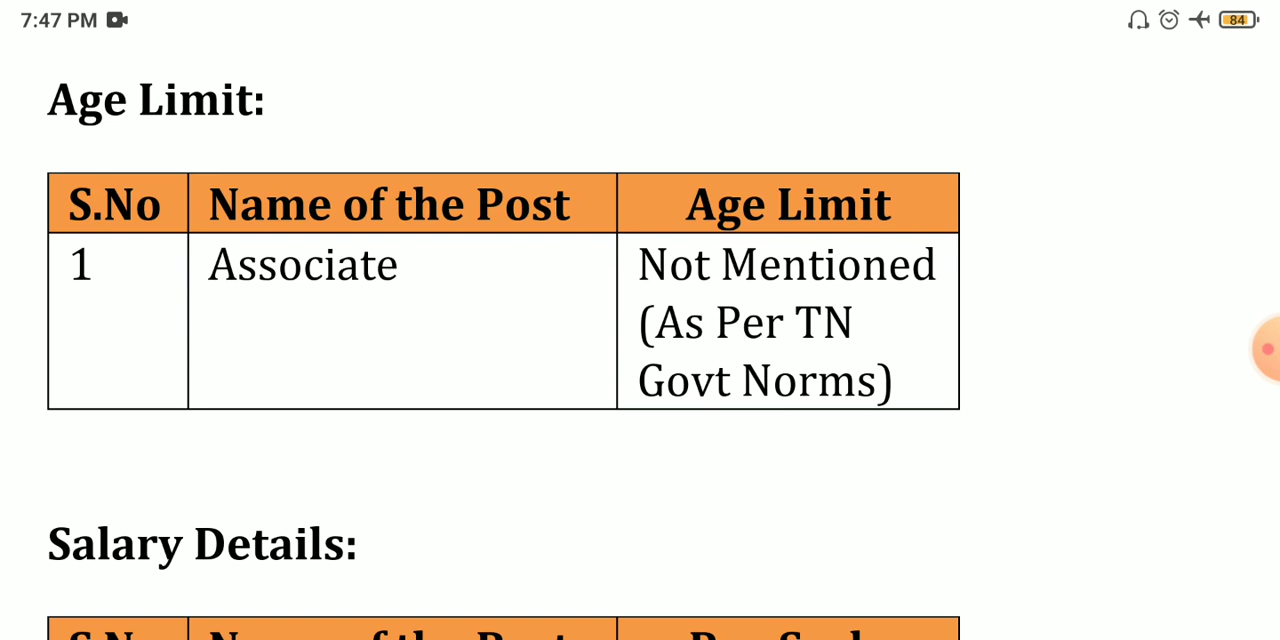 7:47 PM
84
Age Limit:
S.No Name of the Post Age Limit
1 Associate Not Mentioned
(As Per TN
Govt Norms)
Salary Details: